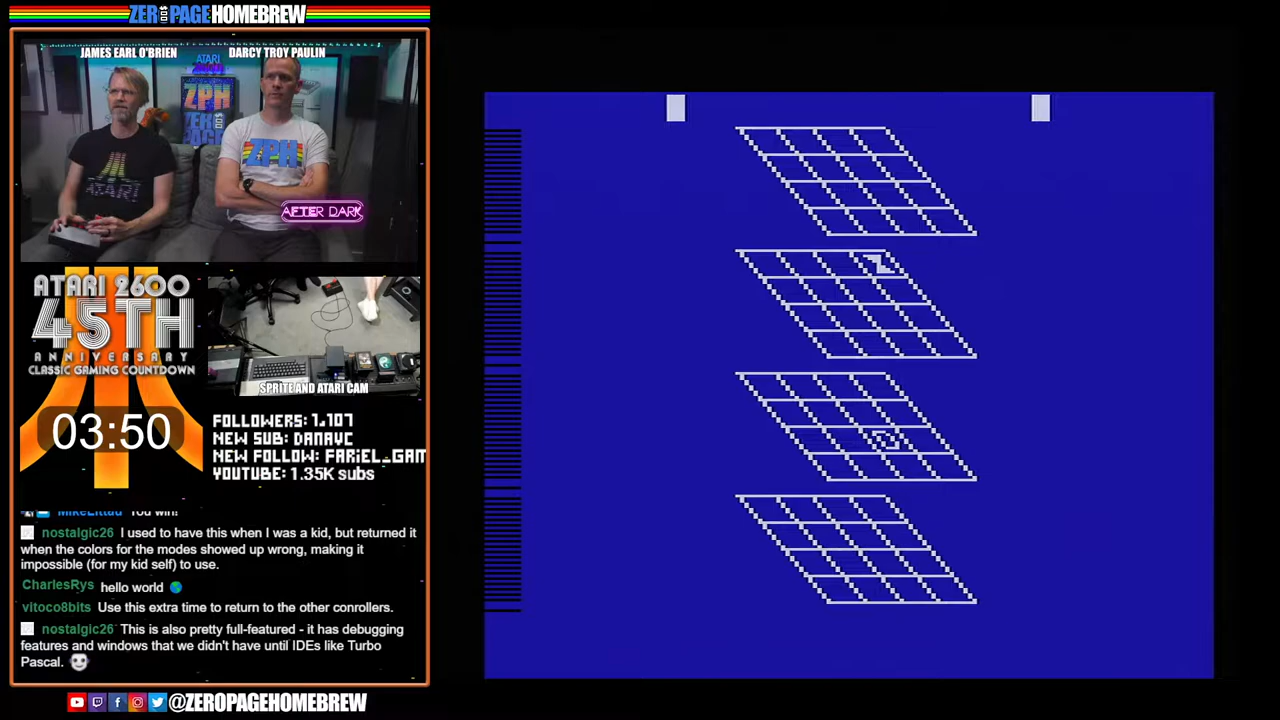 ZER00$PAGEHOMEBREW
JAMES EARL O'BRIEN
DARCY TROY PAULIN
ATARI
ZPH
ZERO
PAGE
ATARI
ZPH
AFTER DARK
ATARI 2600
45TH
ANNIVERSARY
CLASSIC GAMING COUNTDOWN
SPRITE AND ATARI CAM
03:50
FOLLOWERS: 1,107
NEW SUB: DANAYC
NEW FOLLOW: FARIEL_GAM
YOUTUBE: 1.35K subs
MikeLittau You win!
nostalgic26 I used to have this when I was a kid, but returned it
when the colors for the modes showed up wrong, making it
impossible (for my kid self) to use.
CharlesRys hello world
vitoco8bits Use this extra time to return to the other conrollers.
nostalgic26 This is also pretty full-featured - it has debugging
features and windows that we didn't have until IDEs like Turbo
Pascal.
@ZEROPAGEHOMEBREW